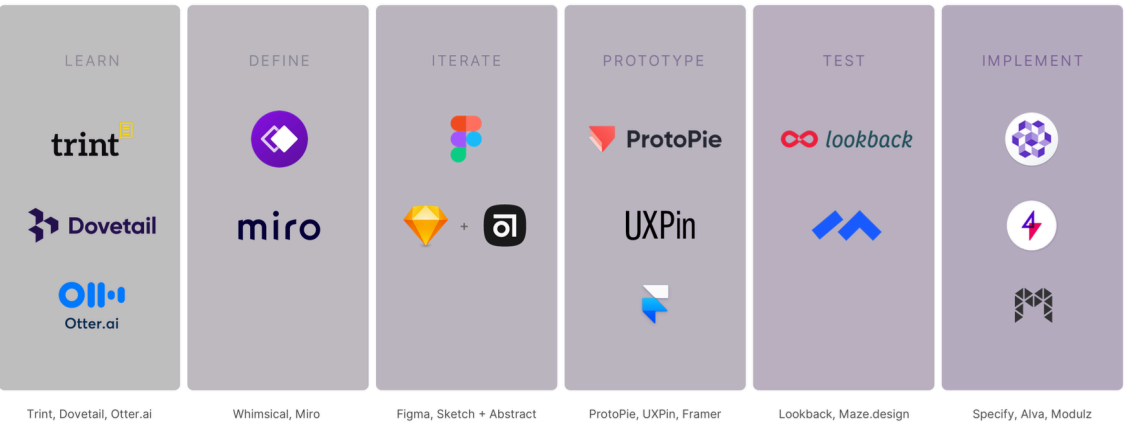 LEARN
DEFINE
ITERATE
PROTOTYPE
TEST
IMPLEMENT
trint
ProtoPie
lookback
Dovetail
miro
+
UXPin
Otter.ai
Trint, Dovetail, Otter.ai
Whimsical, Miro
Figma, Sketch + Abstract
ProtoPie, UXPin, Framer
Lookback, Maze.design
Specify, Alva, Modulz